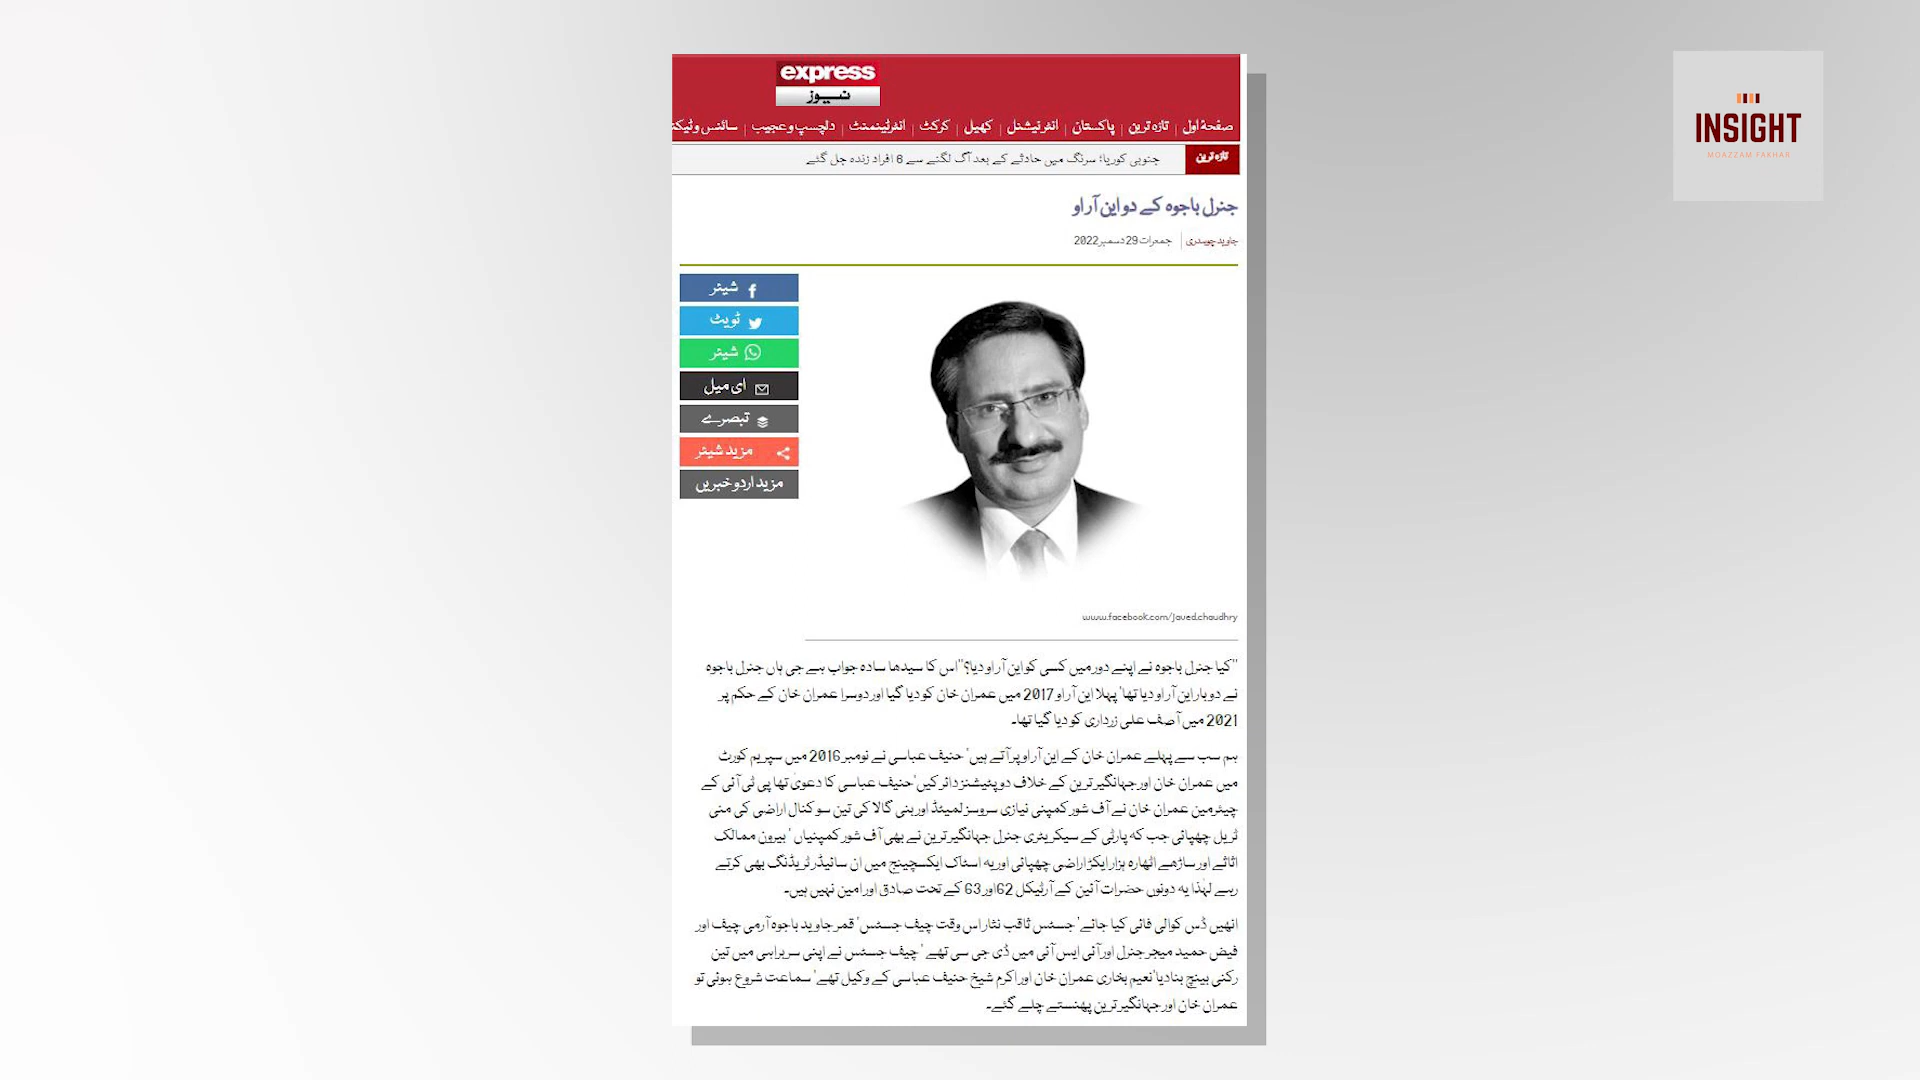 express
نیوز
INSIGHT
MOAZZAM FAKHAR
صفحۂ اول | تازہ ترین | پاکستان | انٹر نیشنل | کھیل | کرکٹ | انٹرٹینمنٹ | دلچسپ و عجیب | سائنس و ٹیکنا
تازہ ترین
جنوبی کوریا؛ سرنگ میں حادثے کے بعد آگ لگنے سے 6 افراد زندہ جل گئے
جنرل باجوہ کے دو این آر او
جاوید چوہدری | جمعرات 29 دسمبر 2022
شیئر
ٹویٹ
شیئر
ای میل
تبصرے
مزید شیئر
مزید اردو خبریں
www.facebook.com/javed.chaudhry
’’کیا جنرل باجوہ نے اپنے دور میں کسی کو این آر او دیا؟‘‘ اس کا سیدھا سادہ جواب ہے جی ہاں جنرل باجوہ
نے دو بار این آر او دیا تھا‘ پہلا این آر او 2017 میں عمران خان کو دیا گیا اور دوسرا عمران خان کے حکم پر
2021 میں آصف علی زرداری کو دیا گیا تھا۔
ہم سب سے پہلے عمران خان کے این آر او پر آتے ہیں‘ حنیف عباسی نے نومبر 2016 میں سپریم کورٹ
میں عمران خان اور جہانگیر ترین کے خلاف دو پٹیشنز دائر کیں‘ حنیف عباسی کا دعویٰ تھا پی ٹی آئی کے
چیئرمین عمران خان نے آف شور کمپنی نیازی سروسز لمیٹڈ اور بنی گالا کی تین سو کنال اراضی کی منی
ٹریل چھپائی جب کہ پارٹی کے سیکریٹری جنرل جہانگیر ترین نے بھی آف شور کمپنیاں‘ بیرون ممالک
اثاثے اور ساڑھے اٹھارہ ہزار ایکڑ اراضی چھپائی اور یہ اسٹاک ایکسچینج میں ان سائیڈر ٹریڈنگ بھی کرتے
رہے لہٰذا یہ دونوں حضرات آئین کے آرٹیکل 62 اور 63 کے تحت صادق اور امین نہیں ہیں۔
انھیں ڈس کوالی فائی کیا جائے‘ جسٹس ثاقب نثار اس وقت چیف جسٹس‘ قمر جاوید باجوہ آرمی چیف اور
فیض حمید میجر جنرل اور آئی ایس آئی میں ڈی جی سی تھے‘ چیف جسٹس نے اپنی سربراہی میں تین
رکنی بینچ بنا دیا‘ نعیم بخاری عمران خان اور اکرم شیخ حنیف عباسی کے وکیل تھے‘ سماعت شروع ہوئی تو
عمران خان اور جہانگیر ترین پھنستے چلے گئے۔